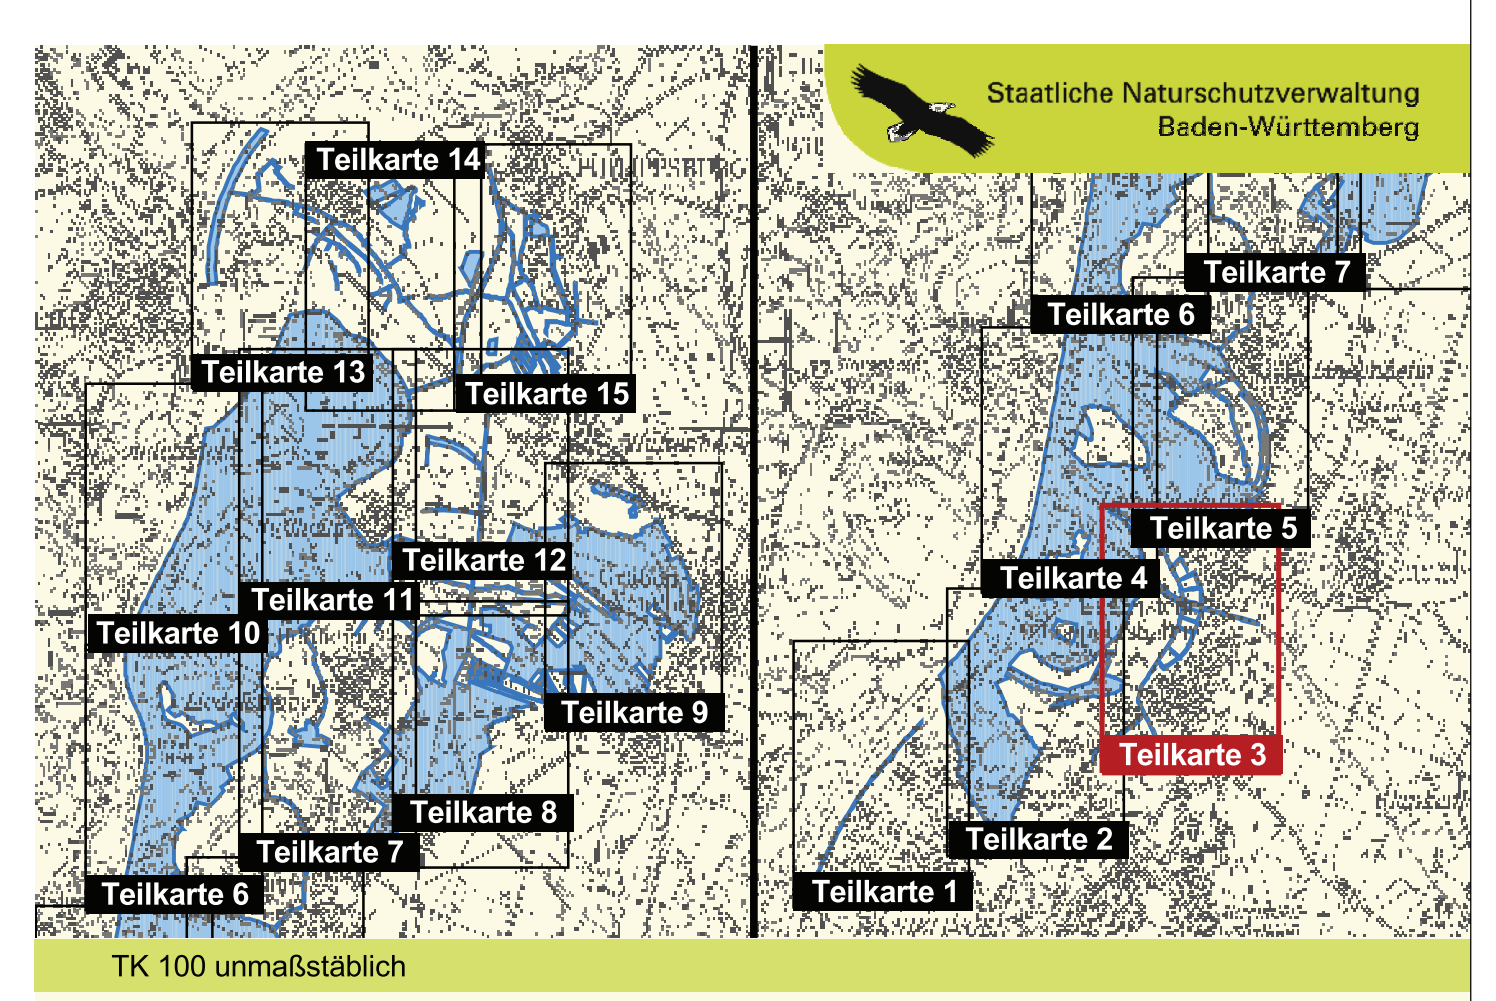 Staatliche Naturschutzverwaltung
Baden-Württemberg
Teilkarte 14
Teilkarte 13
Teilkarte 15
Teilkarte 12
Teilkarte 11
Teilkarte 10
Teilkarte 9
Teilkarte 8
Teilkarte 7
Teilkarte 6
Teilkarte 7
Teilkarte 6
Teilkarte 5
Teilkarte 4
Teilkarte 3
Teilkarte 2
Teilkarte 1
TK 100 unmaßstäblich